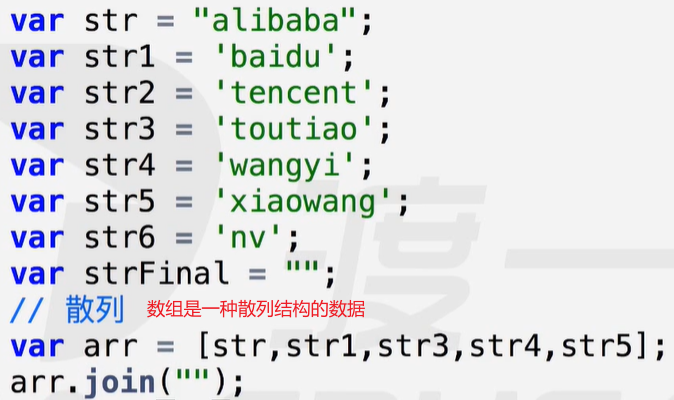 var str = "alibaba";
var str1 = 'baidu';
var str2 = 'tencent';
var str3 = 'toutiao';
var str4 = 'wangyi';
var str5 = 'xiaowang';
var str6 = 'nv';
var strFinal = "";
// 散列 数组是一种散列结构的数据
var arr = [str,str1,str3,str4,str5];
arr.join("");